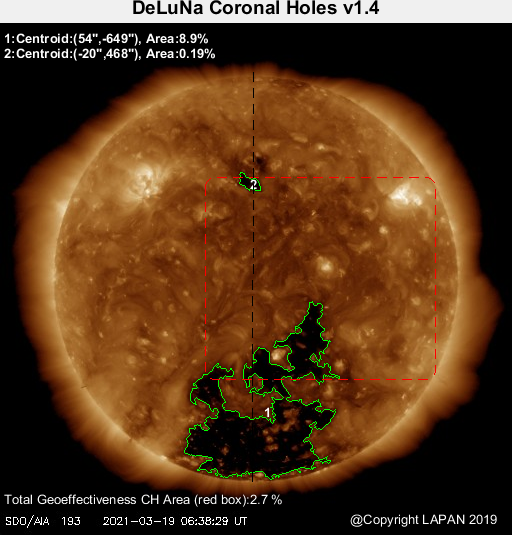 DeLuNa Coronal Holes v1.4
1:Centroid:(54",-649"), Area:8.9%
2:Centroid:(-20",468"), Area:0.19%
2
1
Total Geoeffectiveness CH Area (red box):2.7 %
SDO/AIA 193 2021-03-19 06:38:29 UT
@Copyright LAPAN 2019